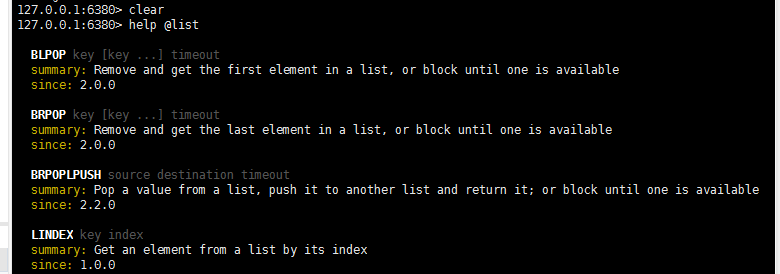 127.0.0.1:6380> clear
127.0.0.1:6380> help @list
BLPOP key [key ...] timeout
summary: Remove and get the first element in a list, or block until one is available
since: 2.0.0
BRPOP key [key ...] timeout
summary: Remove and get the last element in a list, or block until one is available
since: 2.0.0
BRPOPLPUSH source destination timeout
summary: Pop a value from a list, push it to another list and return it; or block until one is available
since: 2.2.0
LINDEX key index
summary: Get an element from a list by its index
since: 1.0.0